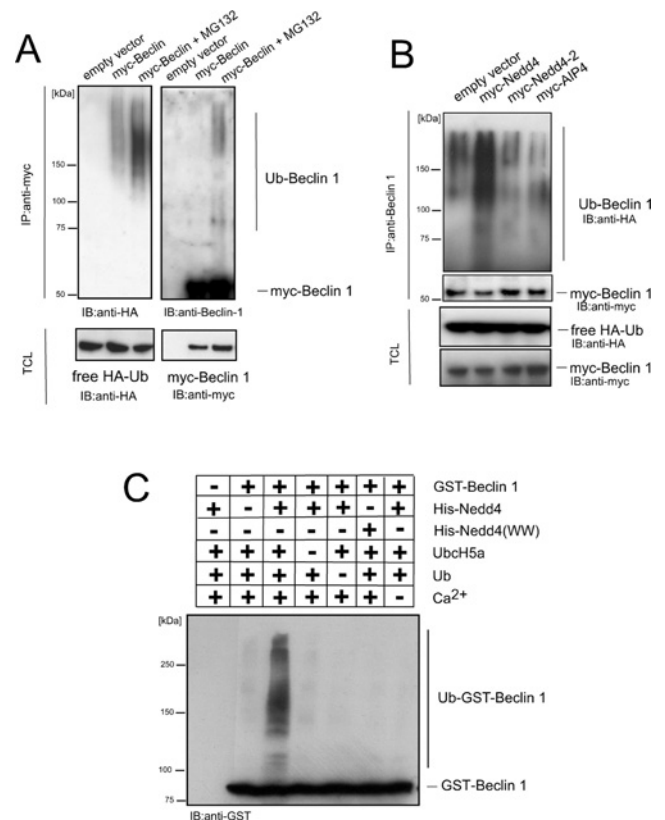 A
empty vector
myc-Beclin
myc-Beclin + MG132
empty vector
myc-Beclin
myc-Beclin + MG132
[kDa]
150
100
75
50
IP:anti-myc
Ub-Beclin 1
myc-Beclin 1
IB:anti-HA
IB:anti-Beclin-1
TCL
free HA-Ub
IB:anti-HA
myc-Beclin 1
IB:anti-myc
B
empty vector
myc-Nedd4
myc-Nedd4-2
myc-AIP4
[kDa]
150
100
75
50
IP:anti-Beclin 1
Ub-Beclin 1
IB:anti-HA
myc-Beclin 1
IB:anti-myc
TCL
free HA-Ub
IB:anti-HA
myc-Beclin 1
IB:anti-myc
C
- + + + + + + GST-Beclin 1
+ - + + + - + His-Nedd4
- - - - - + - His-Nedd4(WW)
+ + + - + + + UbcH5a
+ + + + - + + Ub
+ + + + + + - Ca2+
[kDa]
250
150
100
75
Ub-GST-Beclin 1
GST-Beclin 1
IB:anti-GST